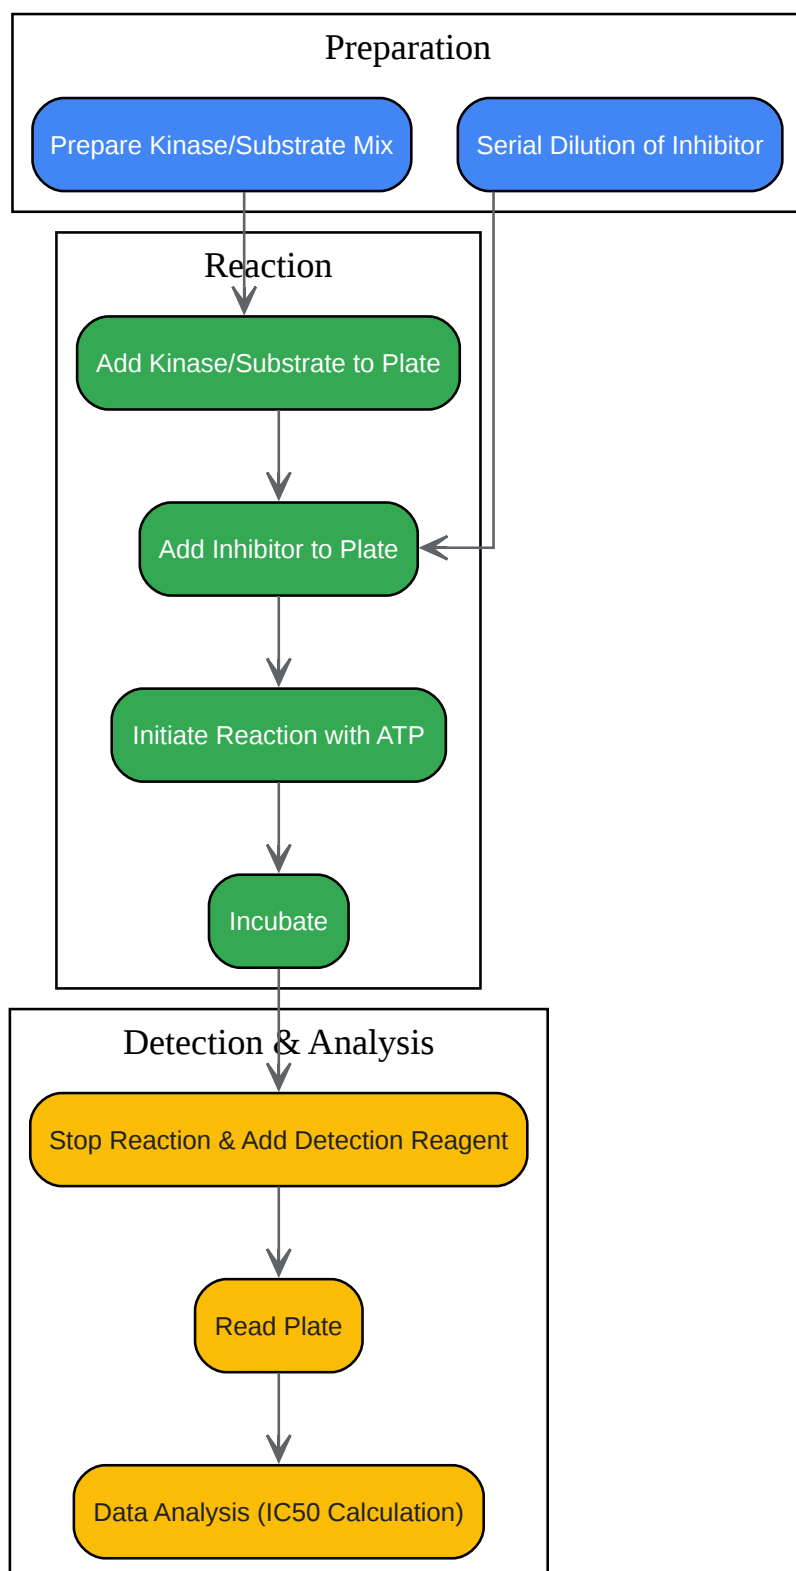 Preparation
Prepare Kinase/Substrate Mix
Serial Dilution of Inhibitor
Reaction
Add Kinase/Substrate to Plate
Add Inhibitor to Plate
Initiate Reaction with ATP
Incubate
Detection & Analysis
Stop Reaction & Add Detection Reagent
Read Plate
Data Analysis (IC50 Calculation)